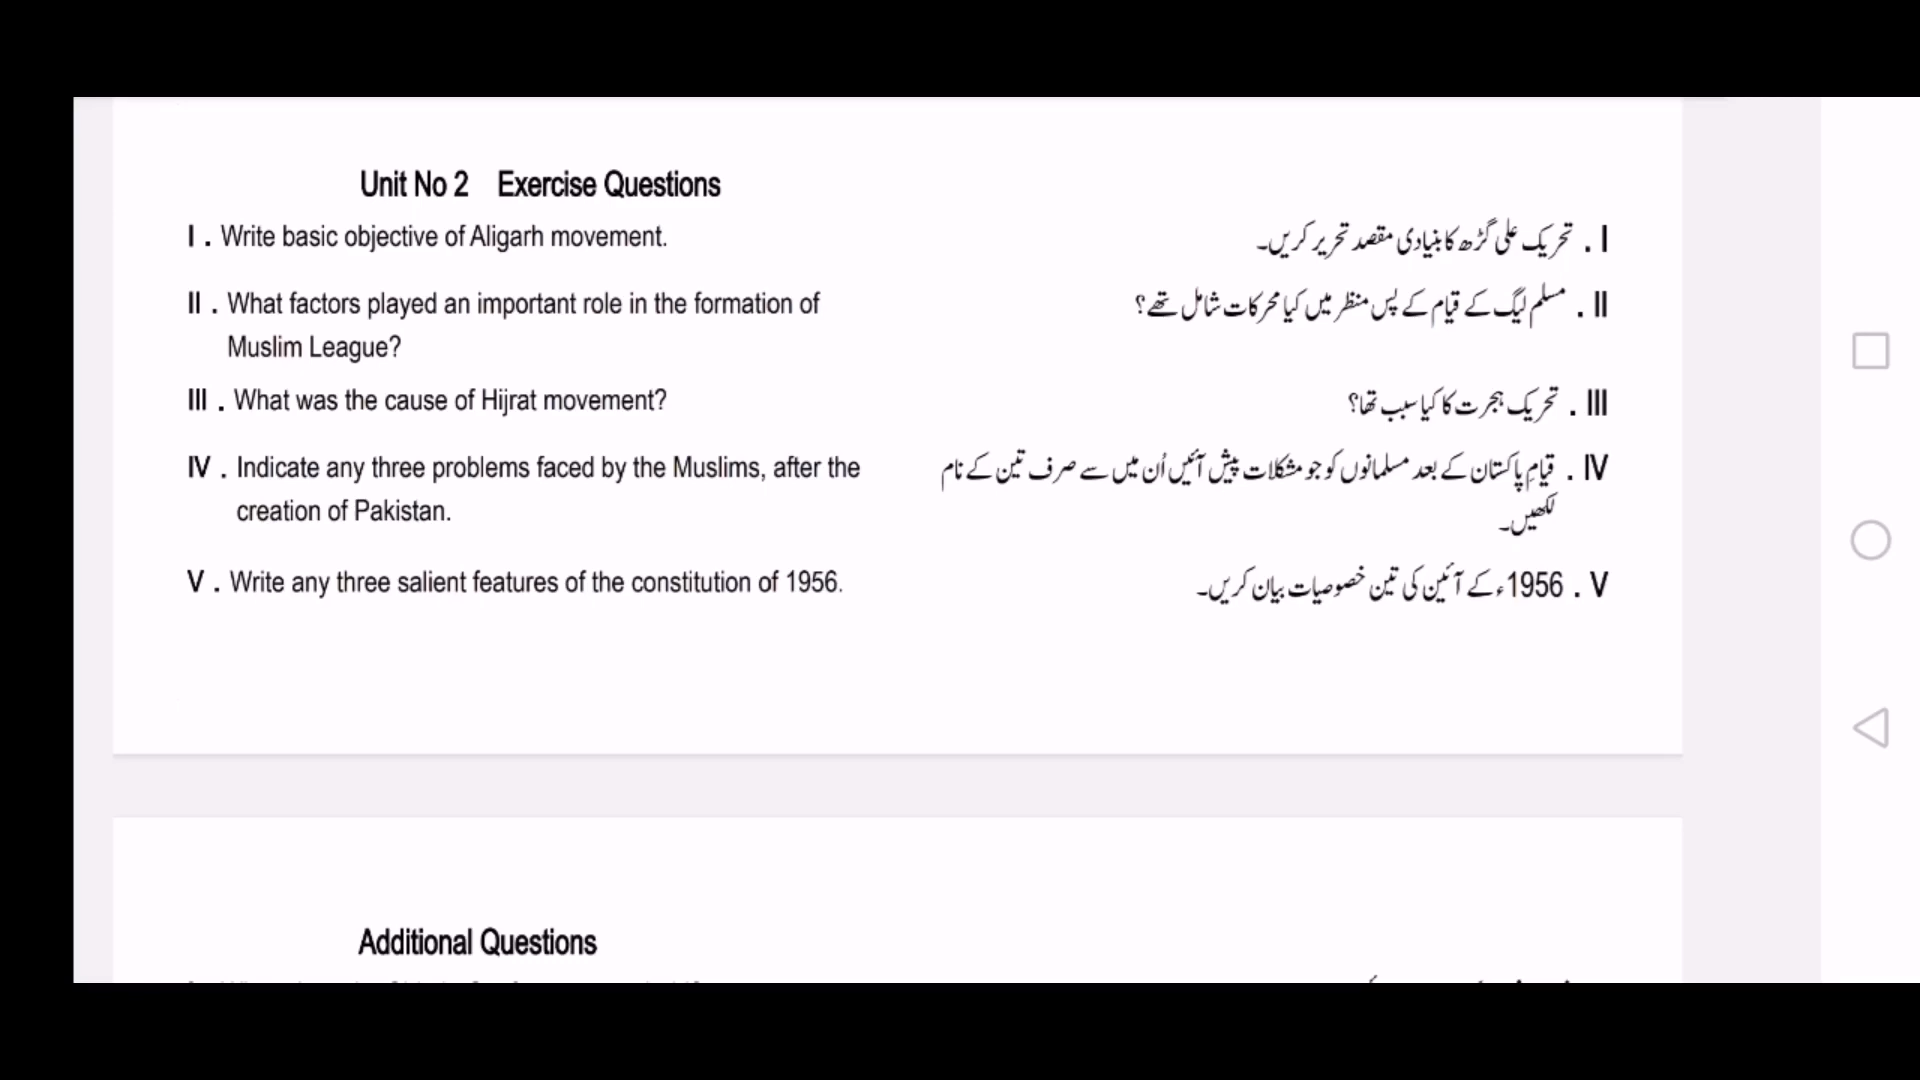 Unit No 2 Exercise Questions
I . Write basic objective of Aligarh movement.
I . تحریک علی گڑھ کا بنیادی مقصد تحریر کریں۔
II . What factors played an important role in the formation of
Muslim League?
II . مسلم لیگ کے قیام کے پس منظر میں کیا محرکات شامل تھے؟
III . What was the cause of Hijrat movement?
III . تحریک ہجرت کا کیا سبب تھا؟
IV . Indicate any three problems faced by the Muslims, after the
creation of Pakistan.
IV . قیامِ پاکستان کے بعد مسلمانوں کو جو مشکلات پیش آئیں اُن میں سے صرف تین کے نام
لکھیں۔
V . Write any three salient features of the constitution of 1956.
V . 1956ء کے آئین کی تین خصوصیات بیان کریں۔
Additional Questions